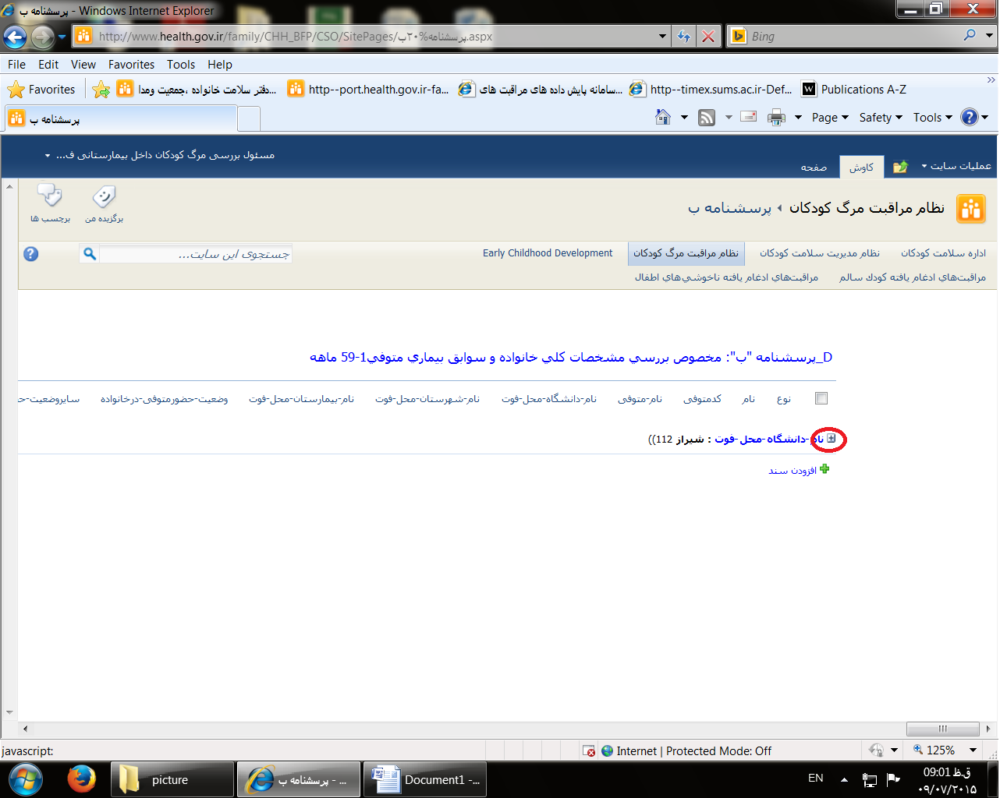 پرسشنامه ب - Windows Internet Explorer
http://www.health.gov.ir/family/CHH_BFP/CSO/SitePages/پرسشنامه%۲۰ب.aspx
Bing
File Edit View Favorites Tools Help
Favorites
دفتر سلامت خانواده ،جمعیت ومدا...
http--port.health.gov.ir-fa...
سامانه پایش داده های مراقبت های...
http--timex.sums.ac.ir-Def...
Publications A-Z
پرسشنامه ب
Page Safety Tools
عملیات سایت
کاوش
صفحه
مسئول بررسی مرگ کودکان داخل بیمارستانی ف...
نظام مراقبت مرگ کودکان
پرسشنامه ب
برگزیده من
برچسب ها
اداره سلامت کودکان
نظام مدیریت سلامت کودکان
نظام مراقبت مرگ کودکان
Early Childhood Development
جستجوی این سایت...
مراقبت‌هاي ادغام يافته كودك سالم
مراقبت‌هاي ادغام يافته ناخوشي‌هاي اطفال
D_پرسشنامه "ب": مخصوص بررسي مشخصات كلي خانواده و سوابق بيماري متوفي1-59 ماهه
نوع
نام
کدمتوفی
نام-متوفی
نام-دانشگاه-محل-فوت
نام-شهرستان-محل-فوت
نام-بیمارستان-محل-فوت
وضعیت-حضورمتوفی-درخانواده
سایروضعیت-ح
نام-دانشگاه-محل-فوت : شیراز 112))
افزودن سند
javascript:
Internet | Protected Mode: Off
125%
picture
پرسشنامه ب - ...
Document1 -...
EN
09:01 ق.ظ
۰۹/۰۷/۲۰۱۵